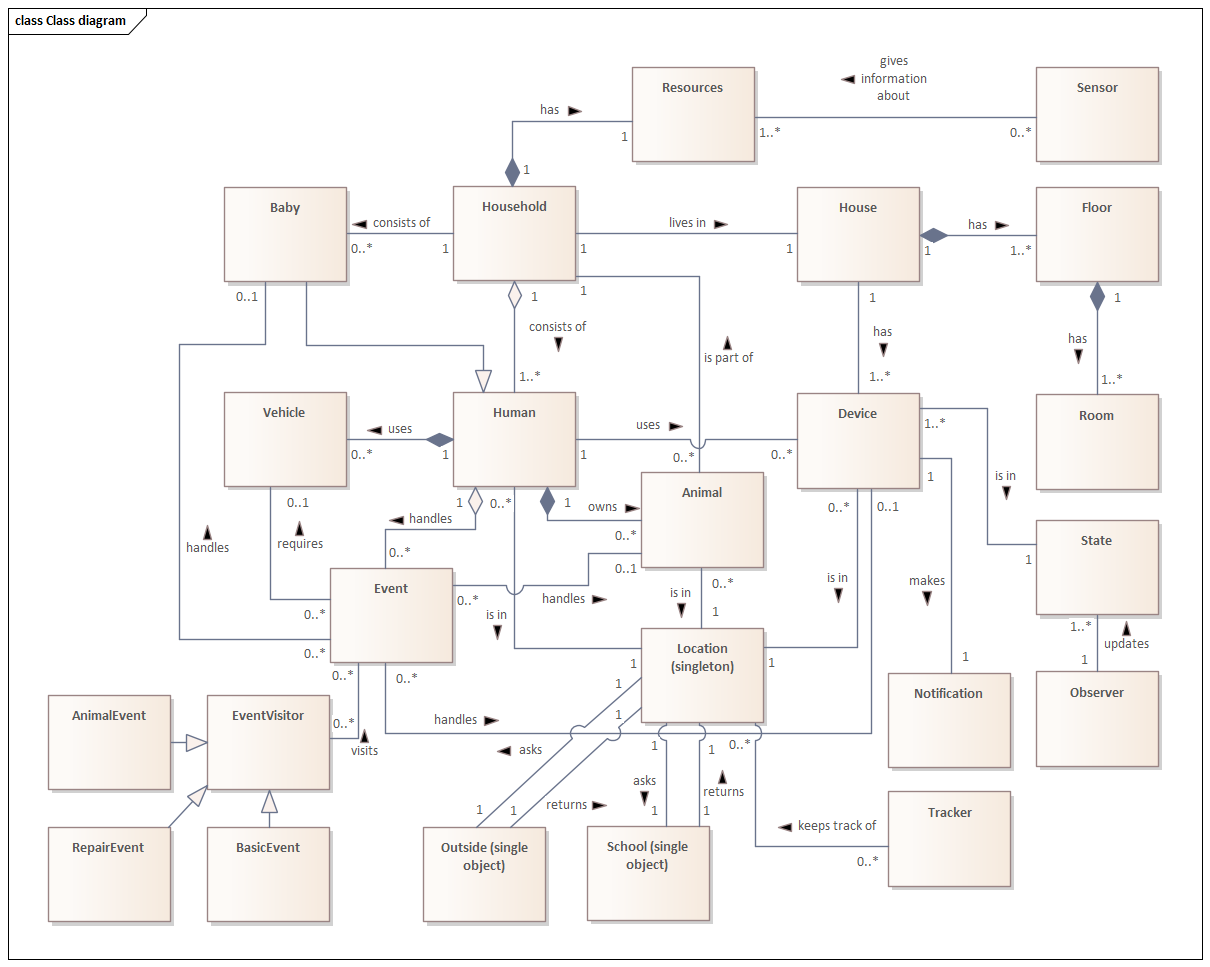 class Class diagram
gives
information
about
Resources
Sensor
has
1
1..*
0..*
1
Baby
Household
House
Floor
consists of
lives in
has
0..*
1
1
1
1
1..*
0..1
1
1
1
1
consists of
is part of
has
has
1..*
1..*
1..*
Vehicle
Human
Device
Room
uses
uses
0..*
1
1
0..*
0..*
1..*
1
is in
0..1
1
0..*
1
owns
Animal
0..*
0..1
handles
requires
handles
0..*
0..*
0..1
State
1
Event
0..*
handles
0..*
is in
is in
1
is in
makes
0..*
is in
0..*
Location
(singleton)
1
1
1
1..*
updates
1
1
0..*
0..*
1
Notification
Observer
AnimalEvent
EventVisitor
0..*
visits
handles
1
asks
1
1
0..*
asks
returns
returns
1
1
1
1
Tracker
keeps track of
0..*
RepairEvent
BasicEvent
Outside (single
object)
School (single
object)